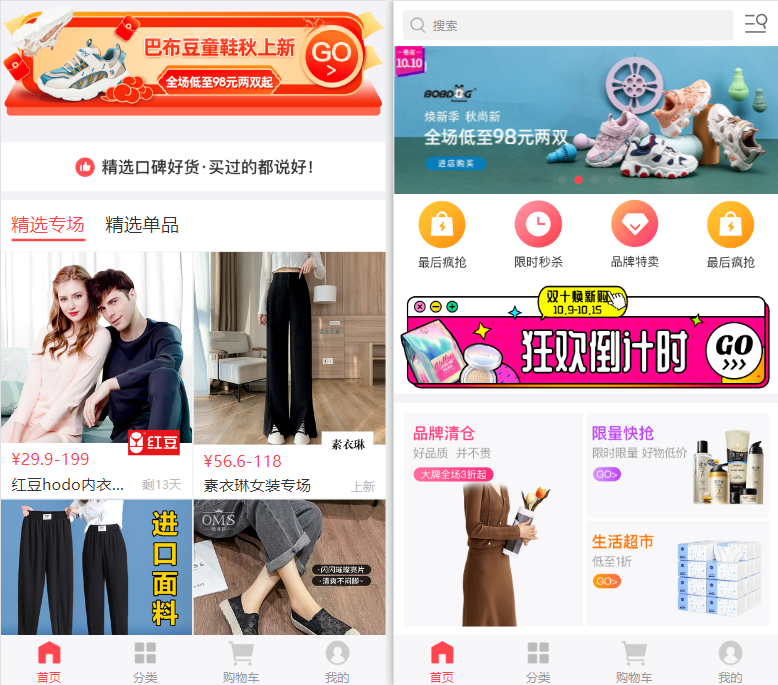 巴布豆童鞋秋上新
全场低至98元两双起
GO
>
精选口碑好货·买过的都说好!
精选专场
精选单品
红豆
素衣琳
¥29.9-199
红豆hodo内衣...
剩13天
¥56.6-118
素衣琳女装专场
上新
进口面料
OMS
·闪闪璀璨亮片
·清爽不闷脚~
首页
分类
购物车
我的
搜索
10.10
BOBDOG
焕新季 秋尚新
全场低至98元两双
进店购买
最后疯抢
限时秒杀
品牌特卖
最后疯抢
双十焕新购
10.9-10.15
狂欢倒计时
GO
>>>
品牌清仓
好品质 并不贵
大牌全场3折起
限量快抢
限时限量 好物低价
GO>
生活超市
低至1折
GO>
首页
分类
购物车
我的